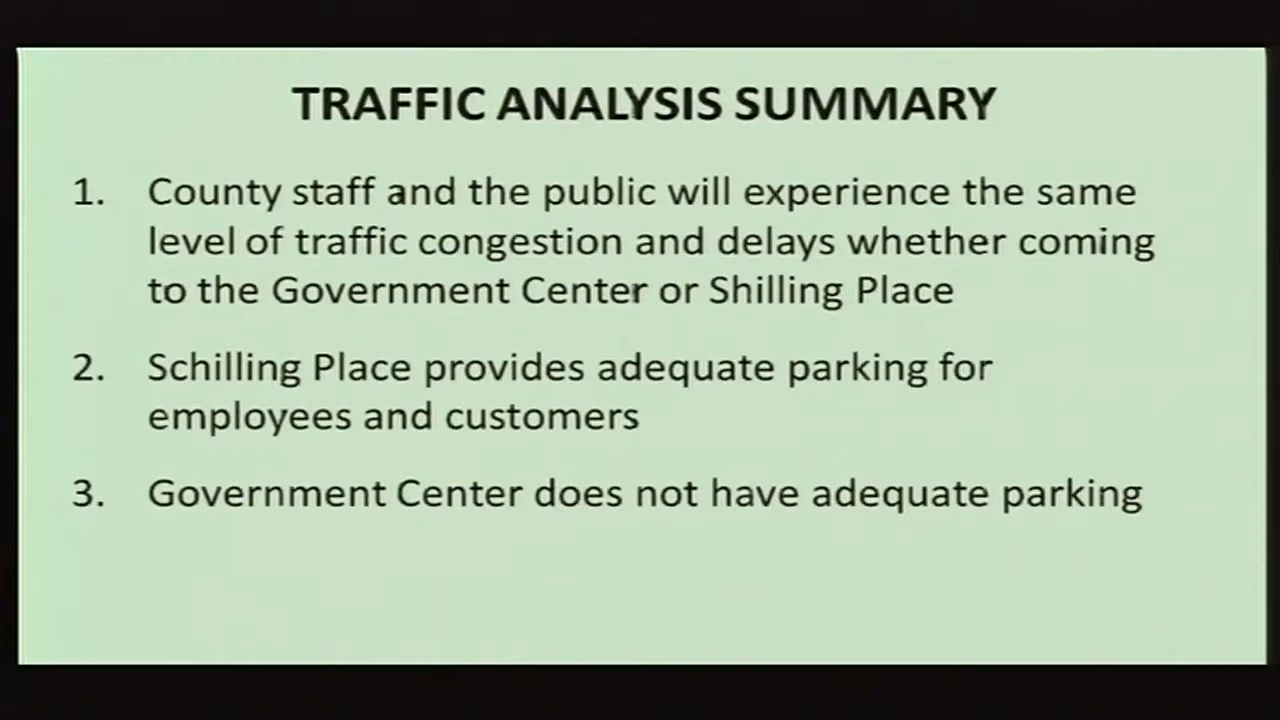 TRAFFIC ANALYSIS SUMMARY
1. County staff and the public will experience the same
level of traffic congestion and delays whether coming
to the Government Center or Shilling Place
2. Schilling Place provides adequate parking for
employees and customers
3. Government Center does not have adequate parking